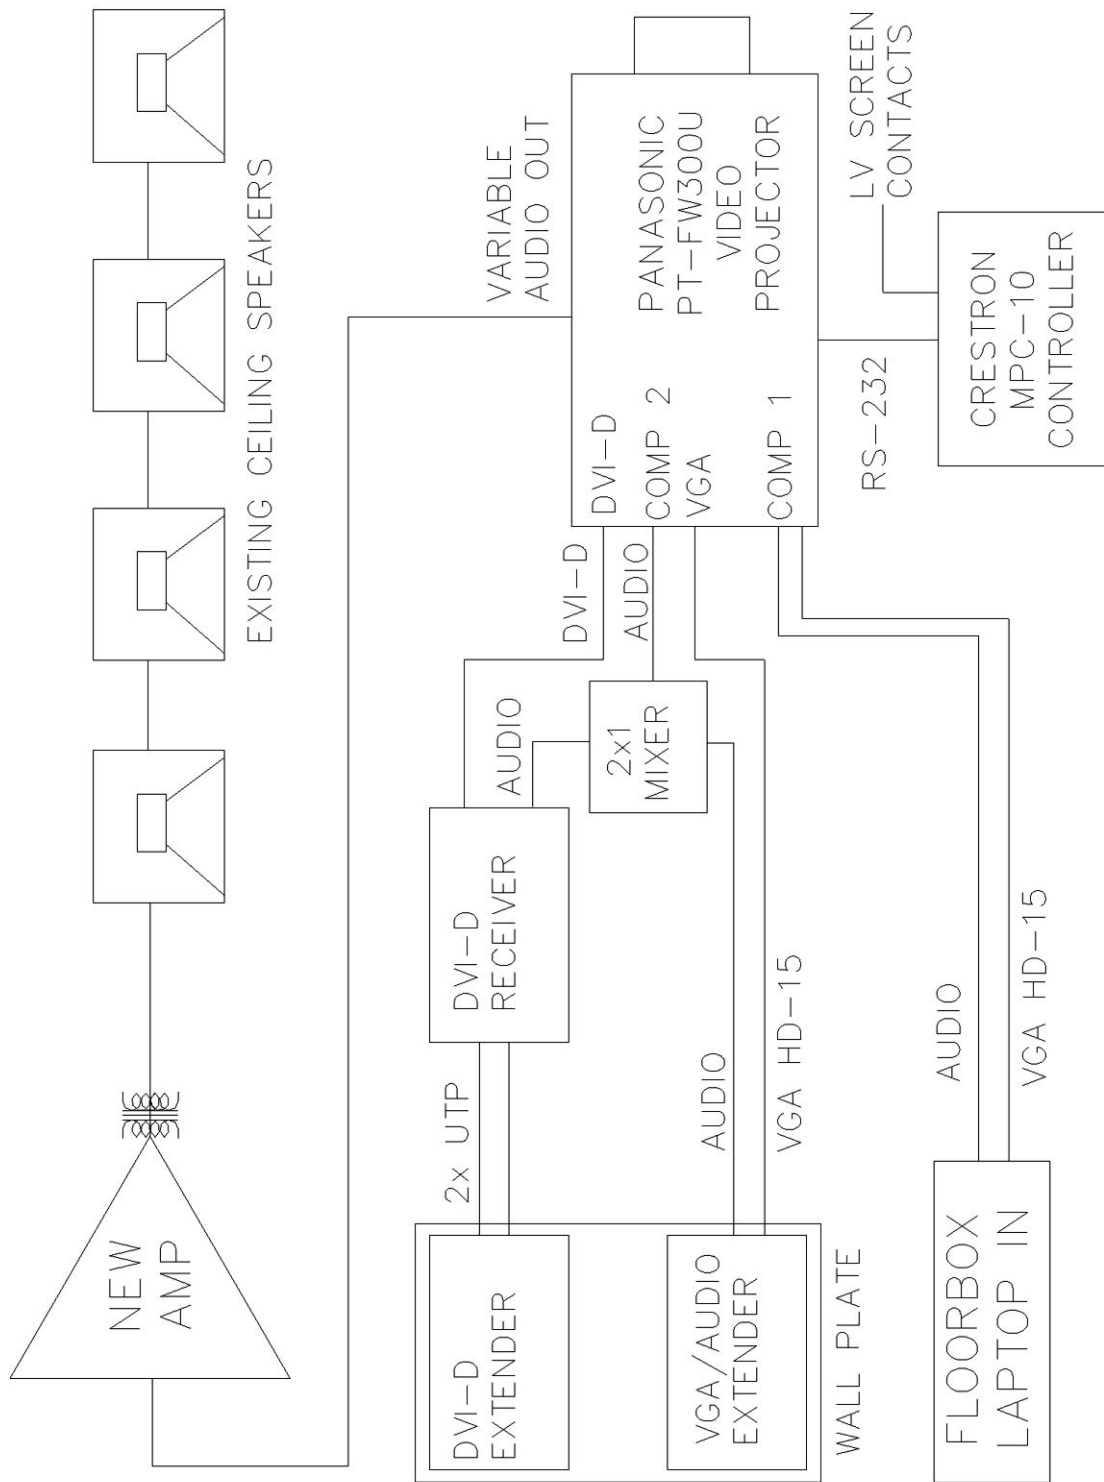 EXISTING CEILING SPEAKERS
NEW
AMP
VARIABLE
AUDIO OUT
PANASONIC
PT-FW300U
VIDEO
PROJECTOR
DVI-D
COMP 2
VGA
COMP 1
DVI-D
AUDIO
AUDIO
2x1
MIXER
DVI-D
RECEIVER
2x UTP
DVI-D
EXTENDER
AUDIO
VGA HD-15
VGA/AUDIO
EXTENDER
WALL PLATE
LV SCREEN
CONTACTS
RS-232
CRESTRON
MPC-10
CONTROLLER
AUDIO
VGA HD-15
FLOORBOX
LAPTOP IN